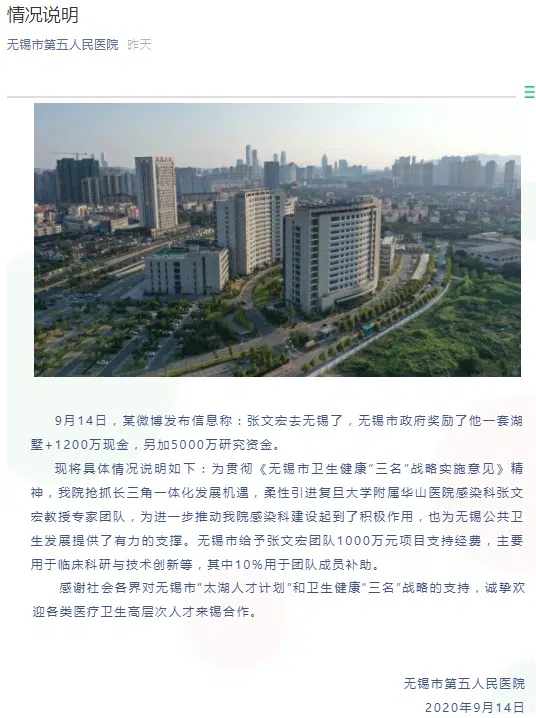 情况说明
无锡市第五人民医院 昨天
9月14日，某微博发布信息称：张文宏去无锡了，无锡市政府奖励了他一套湖
墅+1200万现金，另加5000万研究资金。
现将具体情况说明如下：为贯彻《无锡市卫生健康“三名”战略实施意见》精
神，我院抢抓长三角一体化发展机遇，柔性引进复旦大学附属华山医院感染科张文
宏教授专家团队，为进一步推动我院感染科建设起到了积极作用，也为无锡公共卫
生发展提供了有力的支撑。无锡市给予张文宏团队1000万元项目支持经费，主要
用于临床科研与技术创新等，其中10%用于团队成员补助。
感谢社会各界对无锡市“太湖人才计划”和卫生健康“三名”战略的支持，诚挚欢
迎各类医疗卫生高层次人才来锡合作。
无锡市第五人民医院
2020年9月14日